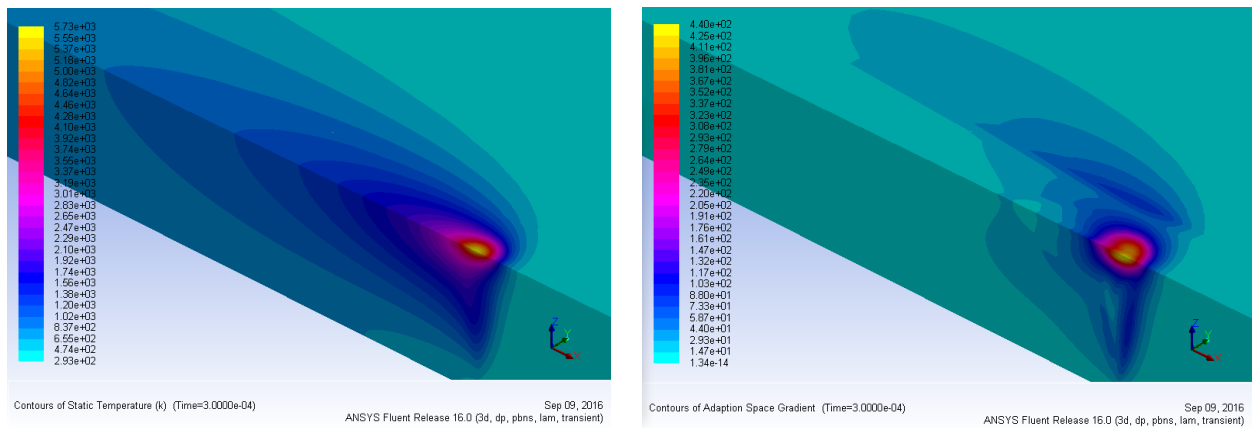 5.73e+03
5.55e+03
5.37e+03
5.18e+03
5.00e+03
4.82e+03
4.64e+03
4.46e+03
4.28e+03
4.10e+03
3.92e+03
3.74e+03
3.55e+03
3.37e+03
3.19e+03
3.01e+03
2.83e+03
2.65e+03
2.47e+03
2.29e+03
2.10e+03
1.92e+03
1.74e+03
1.56e+03
1.38e+03
1.20e+03
1.02e+03
8.37e+02
6.55e+02
4.74e+02
2.93e+02
Z
Y
X
Contours of Static Temperature (k) (Time=3.0000e-04)
Sep 09, 2016
ANSYS Fluent Release 16.0 (3d, dp, pbns, lam, transient)
4.40e+02
4.25e+02
4.11e+02
3.96e+02
3.81e+02
3.67e+02
3.52e+02
3.37e+02
3.23e+02
3.08e+02
2.93e+02
2.79e+02
2.64e+02
2.49e+02
2.35e+02
2.20e+02
2.05e+02
1.91e+02
1.76e+02
1.61e+02
1.47e+02
1.32e+02
1.17e+02
1.03e+02
8.80e+01
7.33e+01
5.87e+01
4.40e+01
2.93e+01
1.47e+01
1.34e-14
Z
Y
X
Contours of Adaption Space Gradient (Time=3.0000e-04)
Sep 09, 2016
ANSYS Fluent Release 16.0 (3d, dp, pbns, lam, transient)